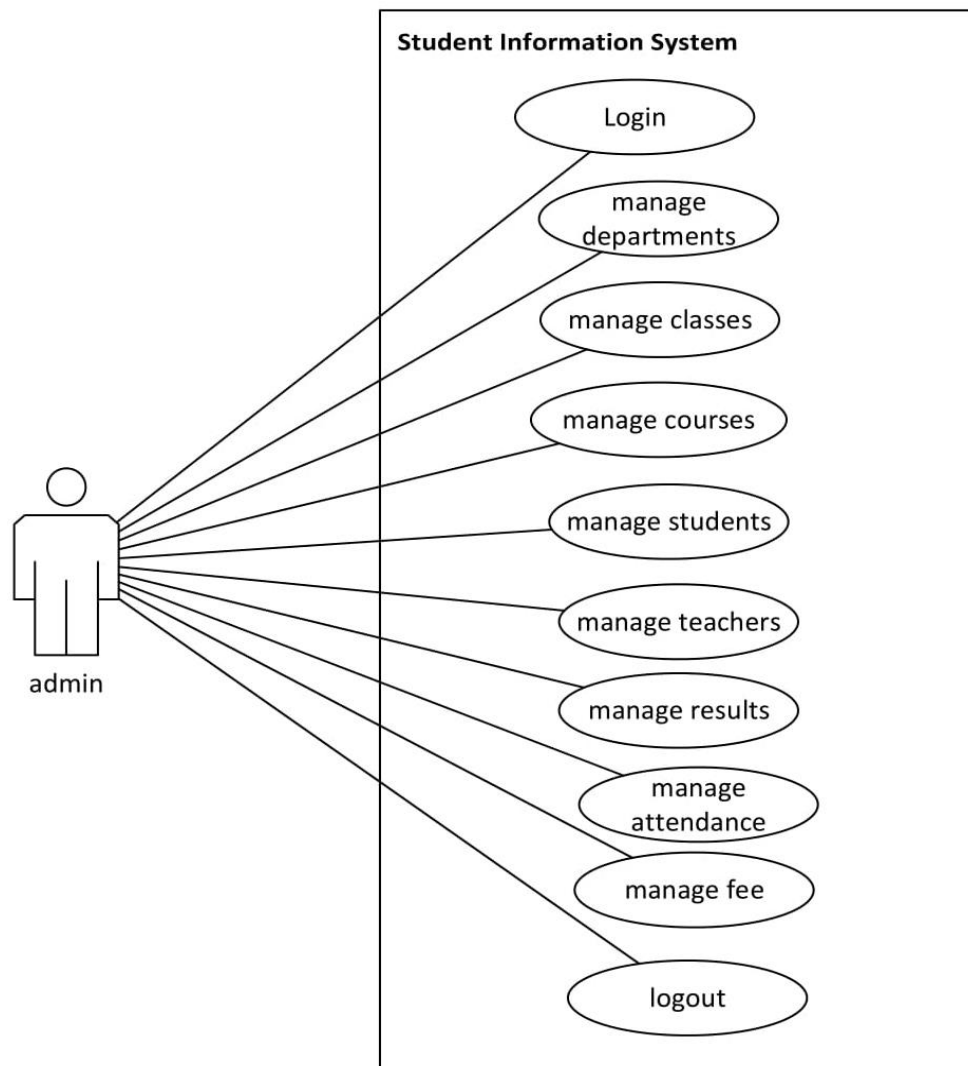 Student Information System
Login
manage
departments
manage classes
manage courses
manage students
manage teachers
admin
manage results
manage
attendance
manage fee
logout